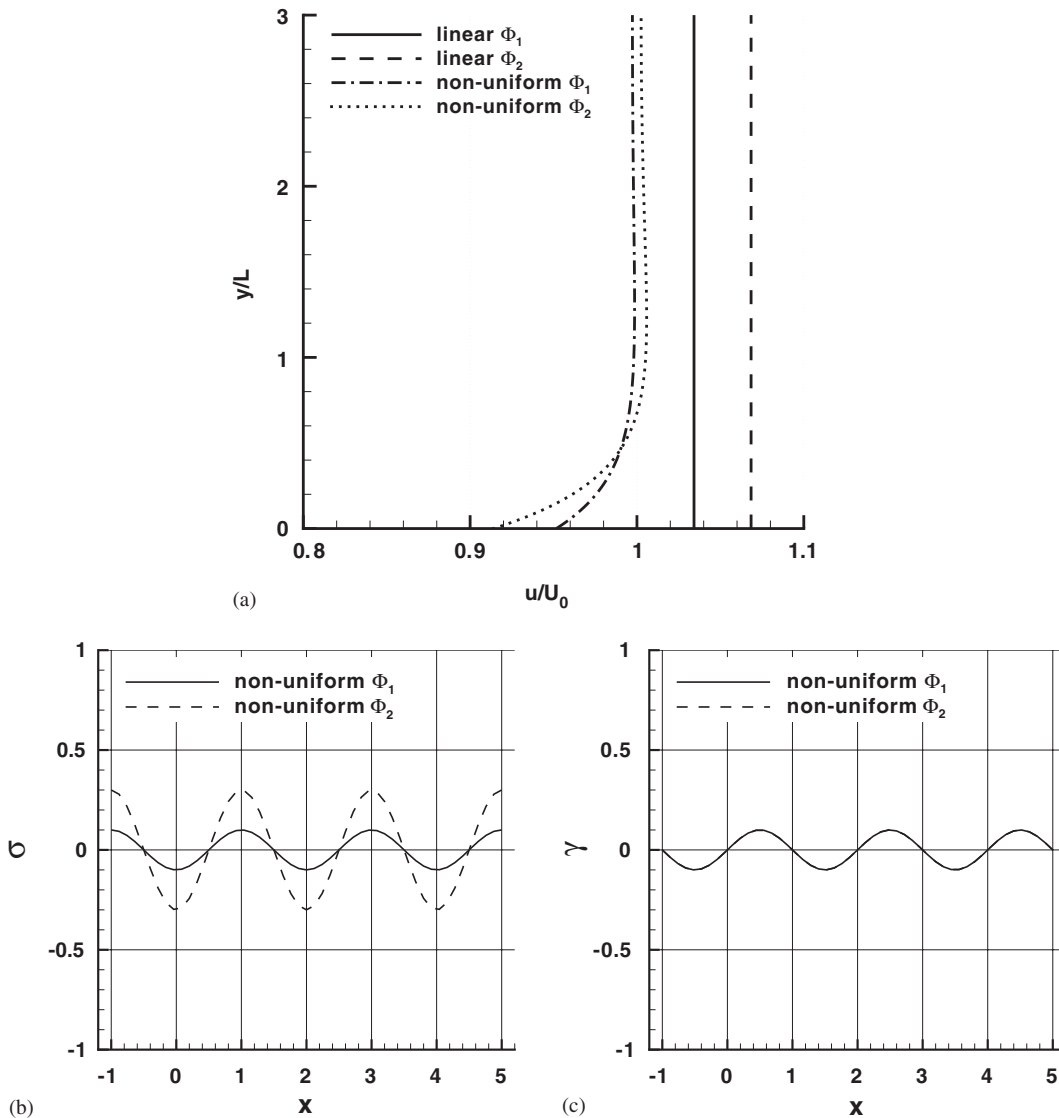 3
linear Φ1
linear Φ2
non-uniform Φ1
non-uniform Φ2
2
y/L
1
0
0.8 0.9 1 1.1
u/U0
(a)
1
non-uniform Φ1
non-uniform Φ2
0.5
σ
0
-0.5
-1
-1 0 1 2 3 4 5
x
(b)
1
non-uniform Φ1
non-uniform Φ2
0.5
γ
0
-0.5
-1
-1 0 1 2 3 4 5
x
(c)